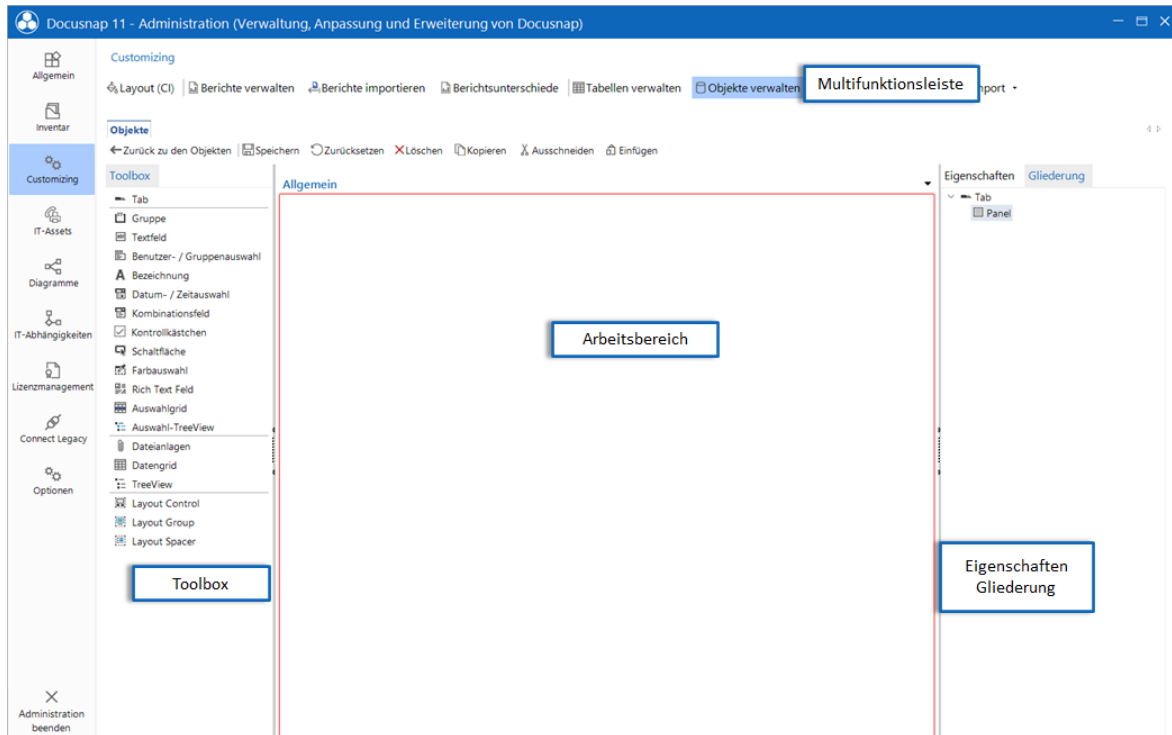 Docusnap 11 - Administration (Verwaltung, Anpassung und Erweiterung von Docusnap)
Allgemein
Inventar
Customizing
IT-Assets
Diagramme
IT-Abhängigkeiten
Lizenzmanagement
Connect Legacy
Optionen
Administration
beenden
Customizing
Layout (CI) Berichte verwalten Berichte importieren Berichtsunterschiede Tabellen verwalten Objekte verwalten
Multifunktionsleiste
Objekte
Zurück zu den Objekten Speichern Zurücksetzen Löschen Kopieren Ausschneiden Einfügen
Toolbox
Tab
Gruppe
Textfeld
Benutzer- / Gruppenauswahl
Bezeichnung
Datum- / Zeitauswahl
Kombinationsfeld
Kontrollkästchen
Schaltfläche
Farbauswahl
Rich Text Feld
Auswahlgrid
Auswahl-TreeView
Dateianlagen
Datengrid
TreeView
Layout Control
Layout Group
Layout Spacer
Toolbox
Allgemein
Arbeitsbereich
Eigenschaften Gliederung
Tab
Panel
Eigenschaften
Gliederung